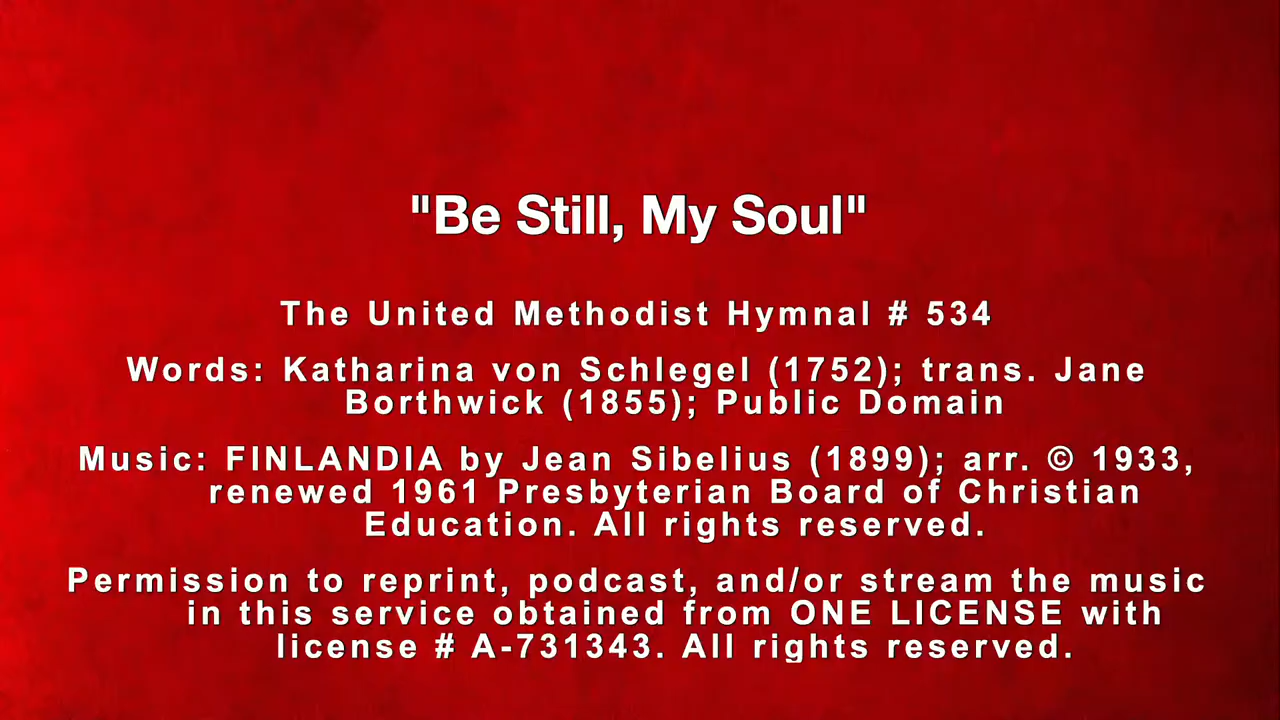 "Be Still, My Soul"
The United Methodist Hymnal # 534
Words: Katharina von Schlegel (1752); trans. Jane
Borthwick (1855); Public Domain
Music: FINLANDIA by Jean Sibelius (1899); arr. © 1933,
renewed 1961 Presbyterian Board of Christian
Education. All rights reserved.
Permission to reprint, podcast, and/or stream the music
in this service obtained from ONE LICENSE with
license # A-731343. All rights reserved.